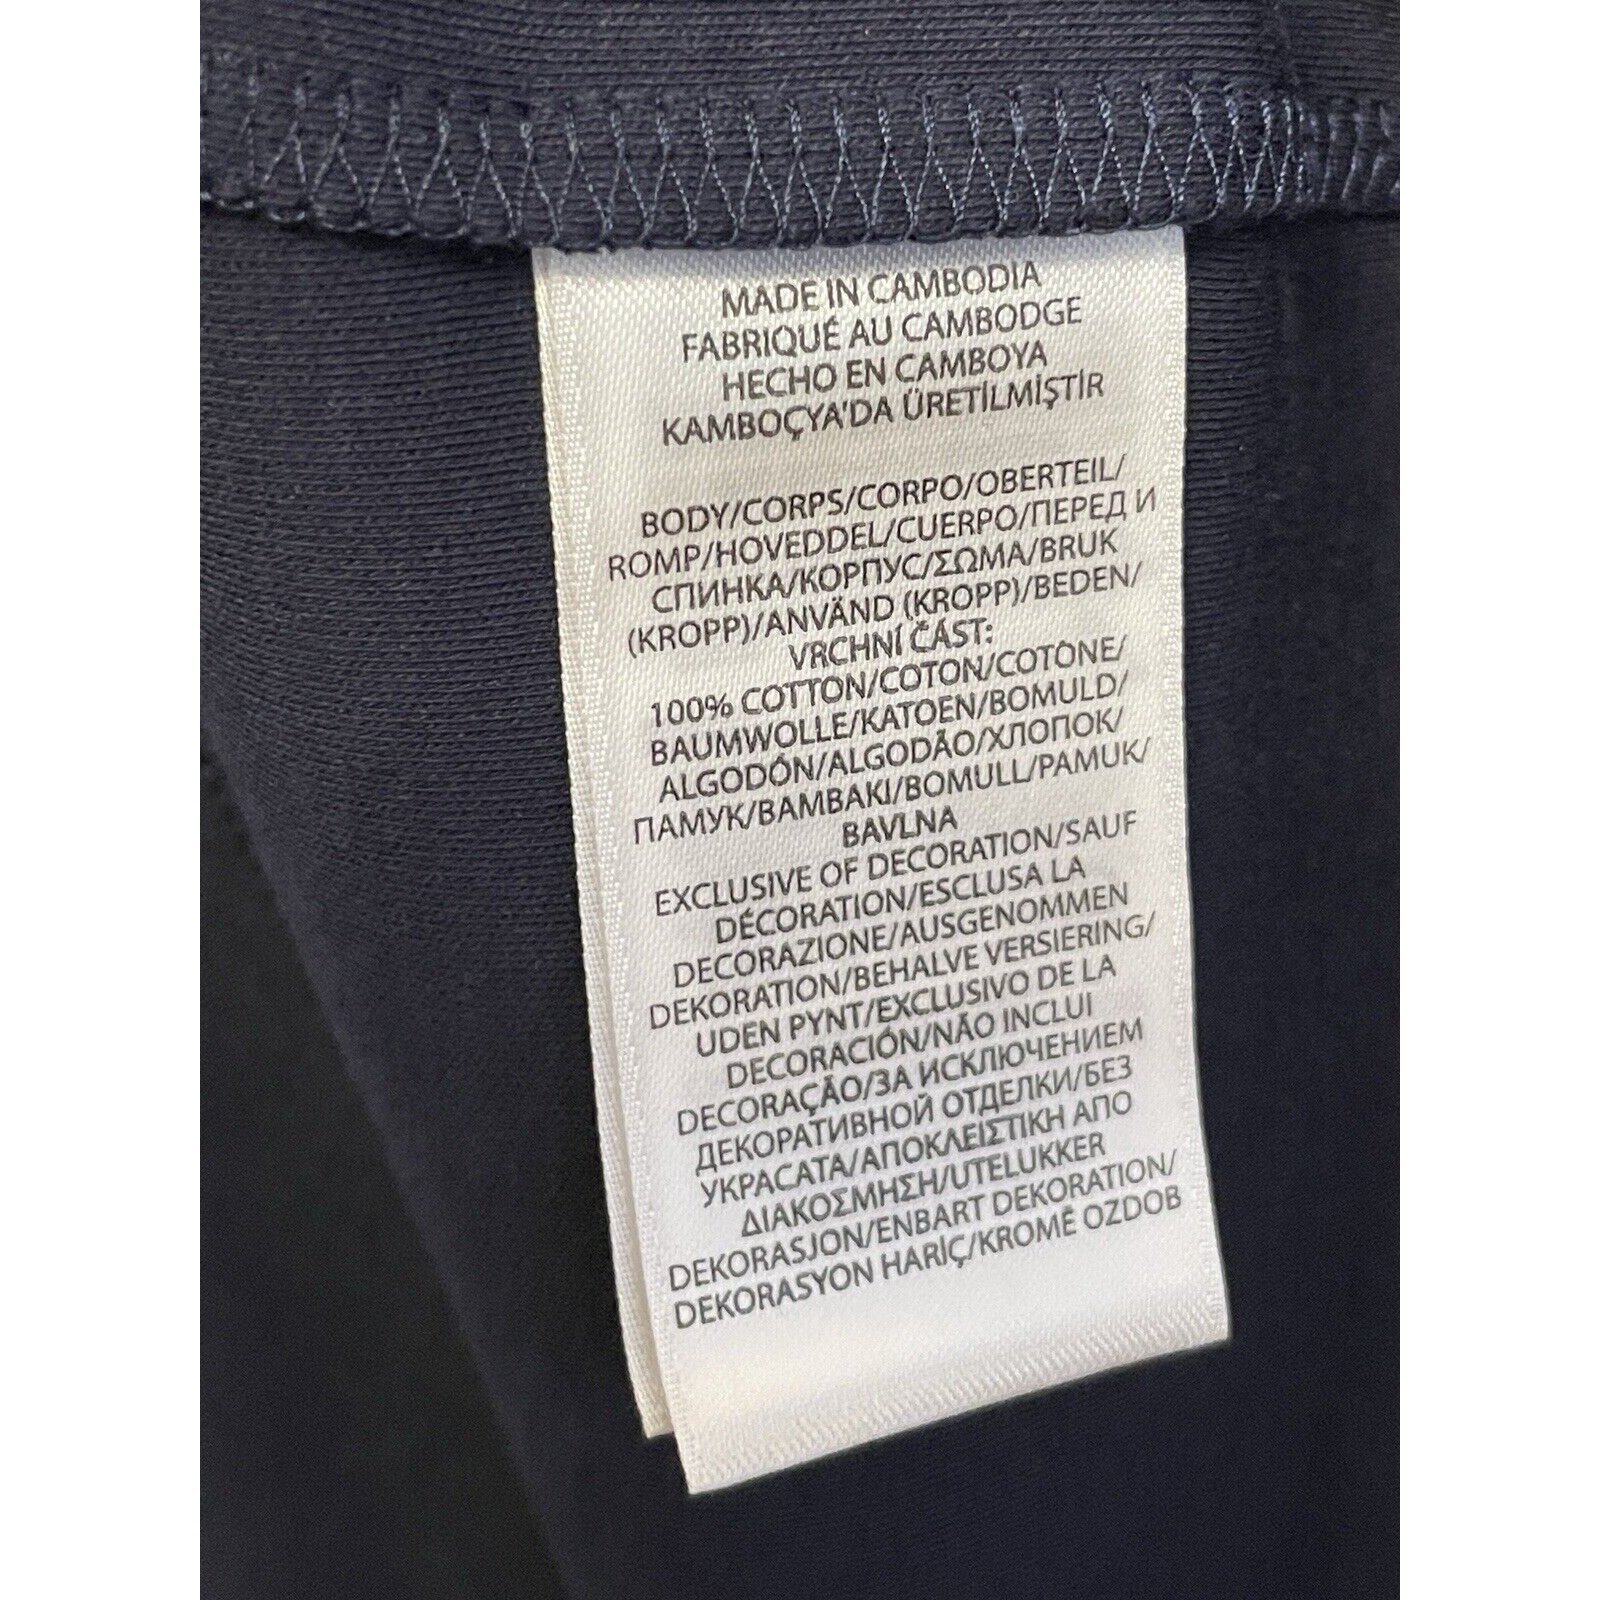 MADE IN CAMBODIA
FABRIQUÉ AU CAMBODGE
HECHO EN CAMBOYA
KAMBOÇYA'DA ÜRETİLMİŞTİR
BODY/CORPS/CORPO/OBERTEIL/
ROMP/HOVEDDEL/CUERPO/ПЕРЕД И
СПИНКА/КОРПУС/ΣΩΜΑ/BRUK
(KROPP)/ANVÄND (KROPP)/BEDEN/
VRCHNÍ ČÁST:
100% COTTON/COTON/COTONE/
BAUMWOLLE/KATOEN/BOMULD/
ALGODÓN/ALGODÃO/ХЛОПОК/
ПАМУК/BAMBAKI/BOMULL/PAMUK/
BAVLNA
EXCLUSIVE OF DECORATION/SAUF
DÉCORATION/ESCLUSA LA
DECORAZIONE/AUSGENOMMEN
DEKORATION/BEHALVE VERSIERING/
UDEN PYNT/EXCLUSIVO DE LA
DECORACIÓN/NÃO INCLUI
DECORAÇÃO/ЗА ИСКЛЮЧЕНИЕМ
ДЕКОРАТИВНОЙ ОТДЕЛКИ/БЕЗ
УКРАСАТА/ΑΠΟΚΛΕΙΣΤΙΚΗ ΑΠΟ
ΔΙΑΚΟΣΜΗΣΗ/UTELUKKER
DEKORASJON/ENBART DEKORATION/
DEKORASYON HARİÇ/KROMĚ OZDOB